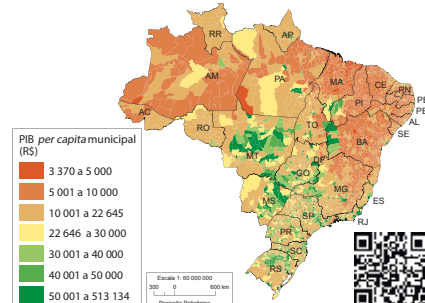 RR
AP
AM
PA
MA
CE
RN
PI
AC
RO
TO
AL
SE
BA
MT
DF
GO
MG
ES
MS
SP
RJ
PR
SC
RS
PIB per capita municipal
(R$)
3 370 a 5 000
5 001 a 10 000
10 001 a 22 645
22 646 a 30 000
30 001 a 40 000
40 001 a 50 000
50 001 a 513 134
Escala 1: 60 000 000
300 0 600 km